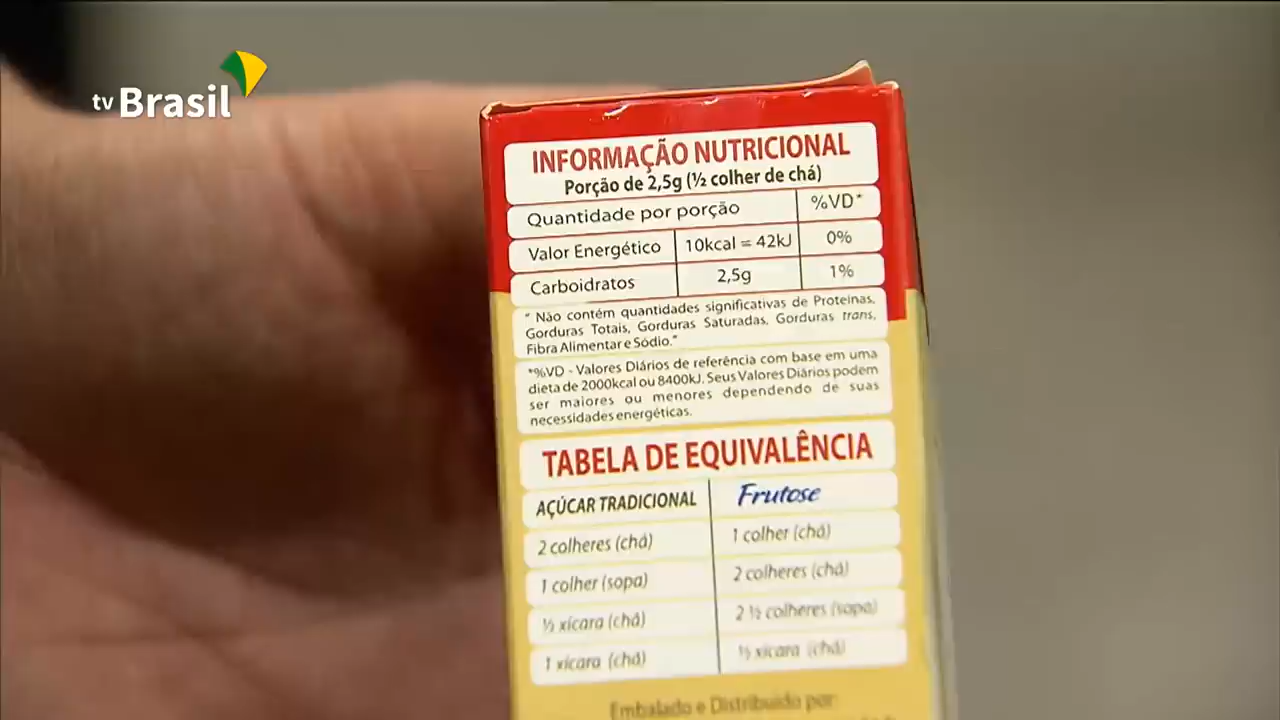 tv Brasil
INFORMAÇÃO NUTRICIONAL
Porção de 2,5g (½ colher de chá)
Quantidade por porção %VD*
Valor Energético 10kcal = 42kJ 0%
Carboidratos 2,5g 1%
" Não contém quantidades significativas de Proteínas,
Gorduras Totais, Gorduras Saturadas, Gorduras trans,
Fibra Alimentar e Sódio."
*%VD - Valores Diários de referência com base em uma
dieta de 2000kcal ou 8400kJ. Seus Valores Diários podem
ser maiores ou menores dependendo de suas
necessidades energéticas.
TABELA DE EQUIVALÊNCIA
AÇÚCAR TRADICIONAL Frutose
2 colheres (chá) 1 colher (chá)
1 colher (sopa) 2 colheres (chá)
½ xícara (chá) 2 ½ colheres (sopa)
1 xícara (chá) ½ xícara (chá)
Embalado e Distribuído por: